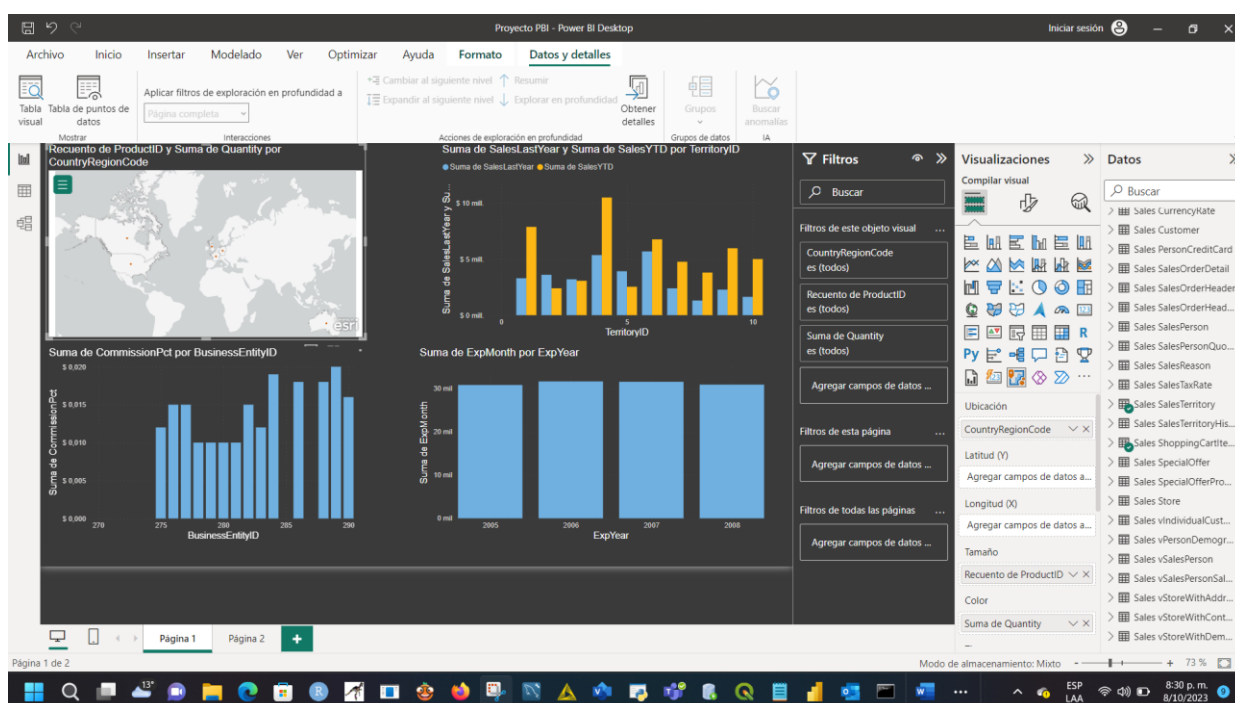 Proyecto PBI - Power BI Desktop
Iniciar sesión
Archivo Inicio Insertar Modelado Ver Optimizar Ayuda Formato Datos y detalles
Tabla visual
Tabla de puntos de datos
Mostrar
Aplicar filtros de exploración en profundidad a
Página completa
Interacciones
Cambiar al siguiente nivel
Resumir
Expandir al siguiente nivel
Explorar en profundidad
Obtener detalles
Acciones de exploración en profundidad
Grupos
Grupos de datos
Buscar anomalías
IA
Recuento de ProductID y Suma de Quantity por
CountryRegionCode
esri
Suma de SalesLastYear y Suma de SalesYTD por TerritoryID
Suma de SalesLastYear Suma de SalesYTD
Suma de SalesLastYear y Su...
$ 10 mill.
$ 5 mill.
$ 0 mill.
0 5 10
TerritoryID
Suma de CommissionPct por BusinessEntityID
Suma de CommissionPct
$ 0,020
$ 0,015
$ 0,010
$ 0,005
$ 0,000
270 275 280 285 290
BusinessEntityID
Suma de ExpMonth por ExpYear
Suma de ExpMonth
30 mil
20 mil
10 mil
0 mil
2005 2006 2007 2008
ExpYear
Filtros
Buscar
Filtros de este objeto visual ...
CountryRegionCode
es (todos)
Recuento de ProductID
es (todos)
Suma de Quantity
es (todos)
Agregar campos de datos ...
Filtros de esta página ...
Agregar campos de datos ...
Filtros de todas las páginas ...
Agregar campos de datos ...
Visualizaciones
Compilar visual
R
Py
...
Ubicación
CountryRegionCode
Latitud (Y)
Agregar campos de datos a...
Longitud (X)
Agregar campos de datos a...
Tamaño
Recuento de ProductID
Color
Suma de Quantity
Datos
Buscar
Sales CurrencyRate
Sales Customer
Sales PersonCreditCard
Sales SalesOrderDetail
Sales SalesOrderHeader
Sales SalesOrderHead...
Sales SalesPerson
Sales SalesPersonQuo...
Sales SalesReason
Sales SalesTaxRate
Sales SalesTerritory
Sales SalesTerritoryHis...
Sales ShoppingCartIte...
Sales SpecialOffer
Sales SpecialOfferPro...
Sales Store
Sales vIndividualCust...
Sales vPersonDemogr...
Sales vSalesPerson
Sales vSalesPersonSal...
Sales vStoreWithAddr...
Sales vStoreWithCont...
Sales vStoreWithDem...
Página 1 Página 2 +
Página 1 de 2
Modo de almacenamiento: Mixto - + 73 %
13°
ESP
LAA
8:30 p. m.
8/10/2023